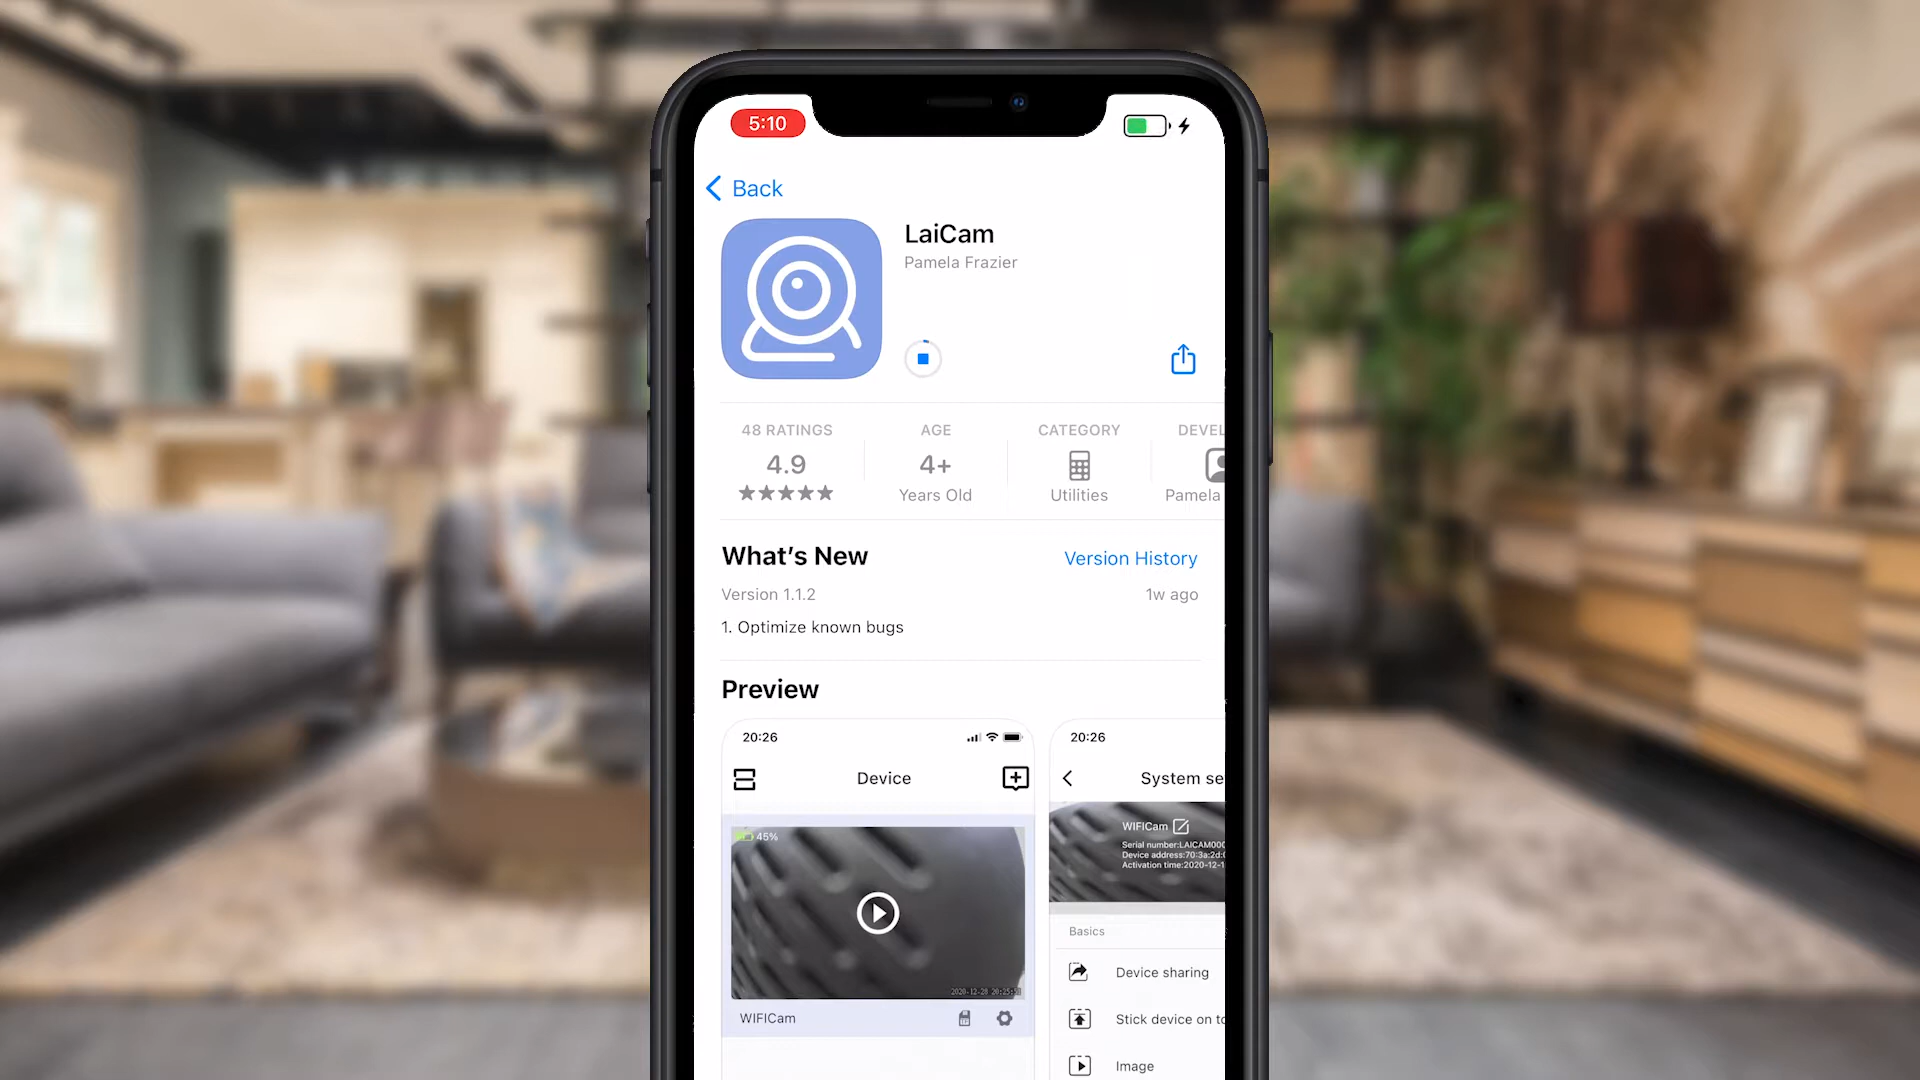 5:10
Back
LaiCam
Pamela Frazier
48 RATINGS
4.9
AGE
4+
Years Old
CATEGORY
Utilities
DEVEL
Pamela
What's New
Version History
Version 1.1.2
1w ago
1. Optimize known bugs
Preview
20:26
Device
45%
2020-12-28 20:25:
WIFICam
20:26
System se
WIFICam
Serial number:LAICAM000
Device address:70:3a:2d:
Activation time:2020-12-1
Basics
Device sharing
Stick device on to
Image